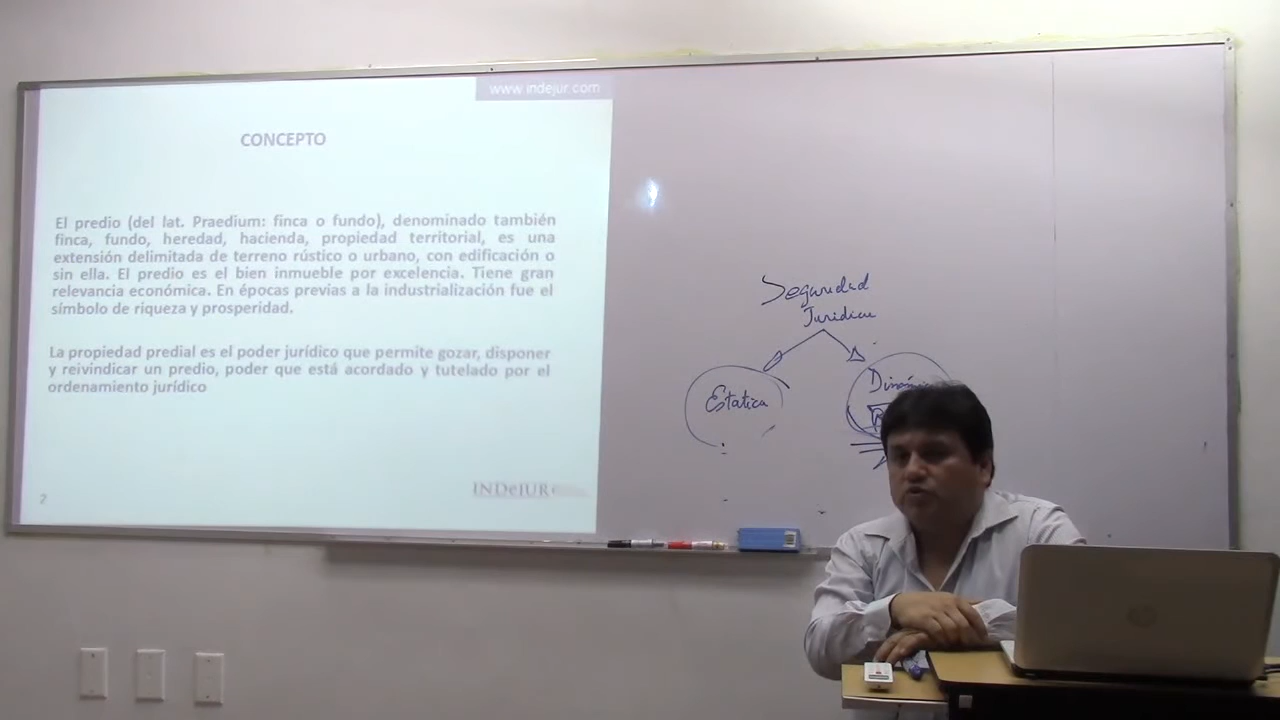 www.indejur.com
CONCEPTO
El predio (del lat. Praedium: finca o fundo), denominado también
finca, fundo, heredad, hacienda, propiedad territorial, es una
extensión delimitada de terreno rústico o urbano, con edificación o
sin ella. El predio es el bien inmueble por excelencia. Tiene gran
relevancia económica. En épocas previas a la industrialización fue el
símbolo de riqueza y prosperidad.
La propiedad predial es el poder jurídico que permite gozar, disponer
y reivindicar un predio, poder que está acordado y tutelado por el
ordenamiento jurídico
INDeJUR
2
Seguridad
Juridica
Estatica